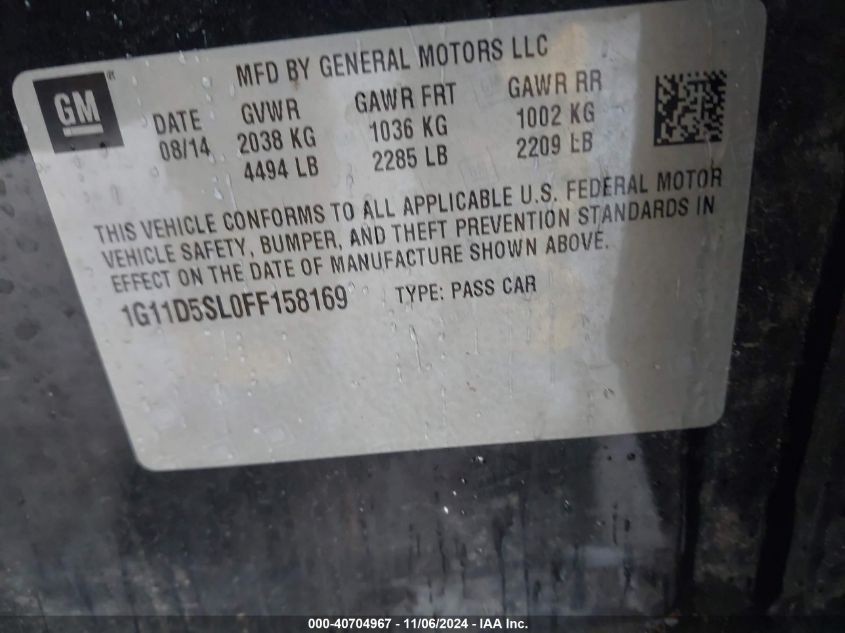 MFD BY GENERAL MOTORS LLC
GM ®
DATE GVWR GAWR FRT GAWR RR
08/14 2038 KG 1036 KG 1002 KG
4494 LB 2285 LB 2209 LB
THIS VEHICLE CONFORMS TO ALL APPLICABLE U.S. FEDERAL MOTOR
VEHICLE SAFETY, BUMPER, AND THEFT PREVENTION STANDARDS IN
EFFECT ON THE DATE OF MANUFACTURE SHOWN ABOVE.
1G11D5SL0FF158169 TYPE: PASS CAR
000-40704967 - 11/06/2024 - IAA Inc.